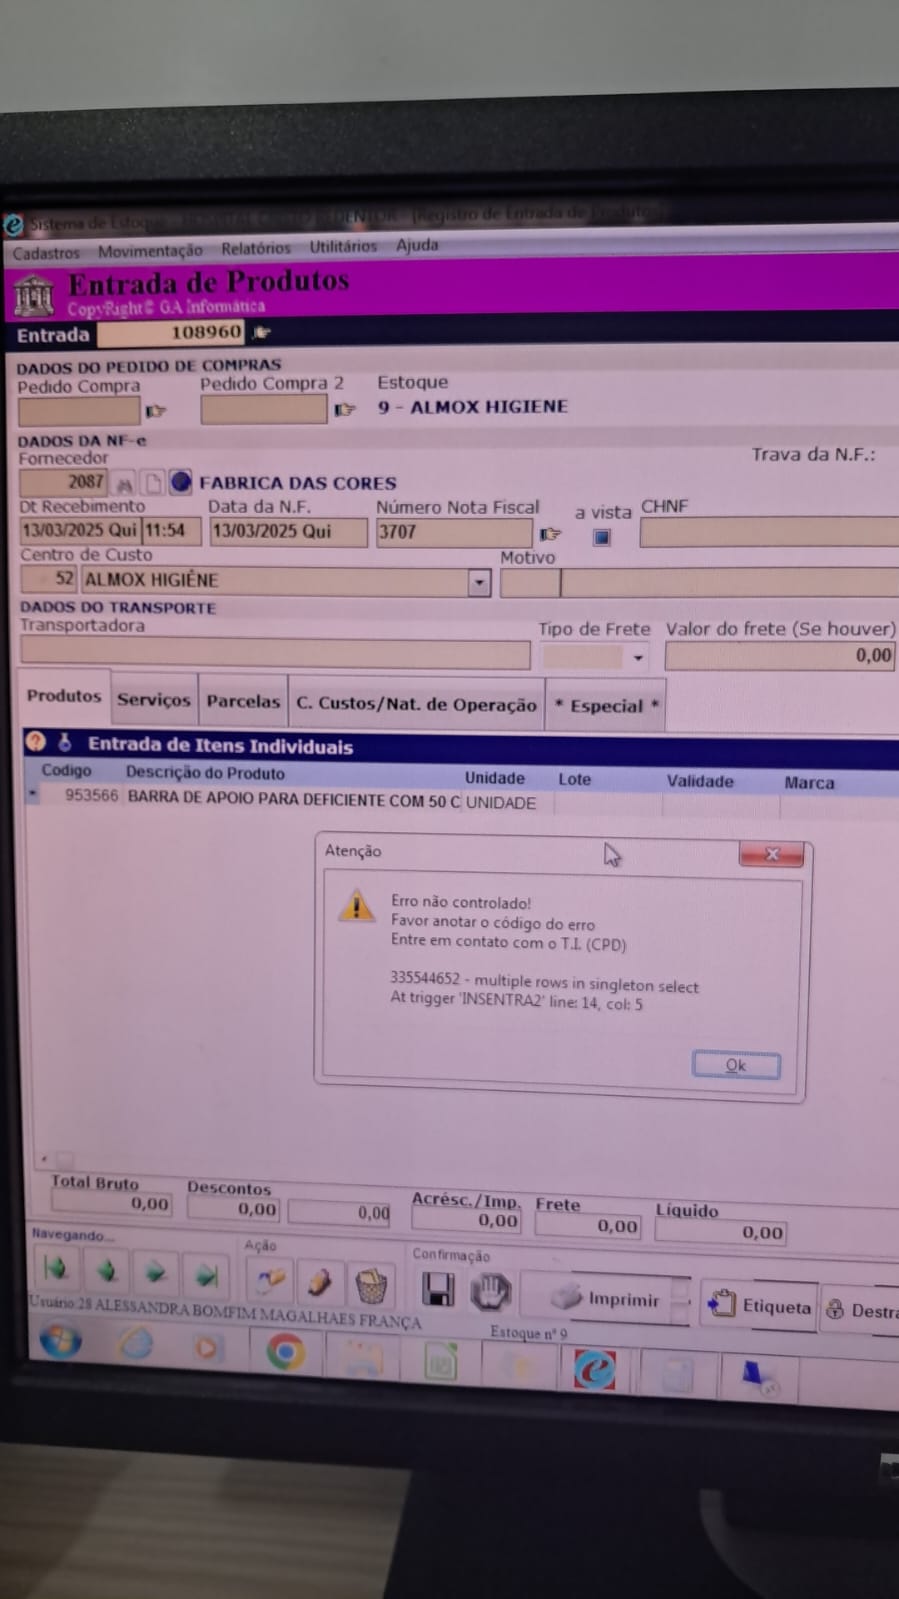 Sistema de Estoque - HOSPITAL CRISTO REDENTOR - [Registro de Entrada de Produtos
Cadastros Movimentação Relatórios Utilitários Ajuda
Entrada de Produtos
CopyRight© GA Informática
Entrada 108960
DADOS DO PEDIDO DE COMPRAS
Pedido Compra Pedido Compra 2 Estoque
9 - ALMOX HIGIENE
DADOS DA NF-e
Fornecedor Trava da N.F.:
2087 FABRICA DAS CORES
Dt Recebimento Data da N.F. Número Nota Fiscal a vista CHNF
13/03/2025 Qui 11:54 13/03/2025 Qui 3707
Centro de Custo Motivo
52 ALMOX HIGIÊNE
DADOS DO TRANSPORTE
Transportadora Tipo de Frete Valor do frete (Se houver)
0,00
Produtos Serviços Parcelas C. Custos/Nat. de Operação * Especial *
Entrada de Itens Individuais
Codigo Descrição do Produto Unidade Lote Validade Marca
953566 BARRA DE APOIO PARA DEFICIENTE COM 50 C UNIDADE
Atenção
Erro não controlado!
Favor anotar o código do erro
Entre em contato com o T.I. (CPD)
335544652 - multiple rows in singleton select
At trigger 'INSENTRA2' line: 14, col: 5
Ok
Total Bruto Descontos Acrésc./Imp. Frete Líquido
0,00 0,00 0,00 0,00 0,00 0,00
Navegando... Ação Confirmação
Imprimir Etiqueta Destra
Usuário 28 ALESSANDRA BOMFIM MAGALHAES FRANÇA Estoque nº 9